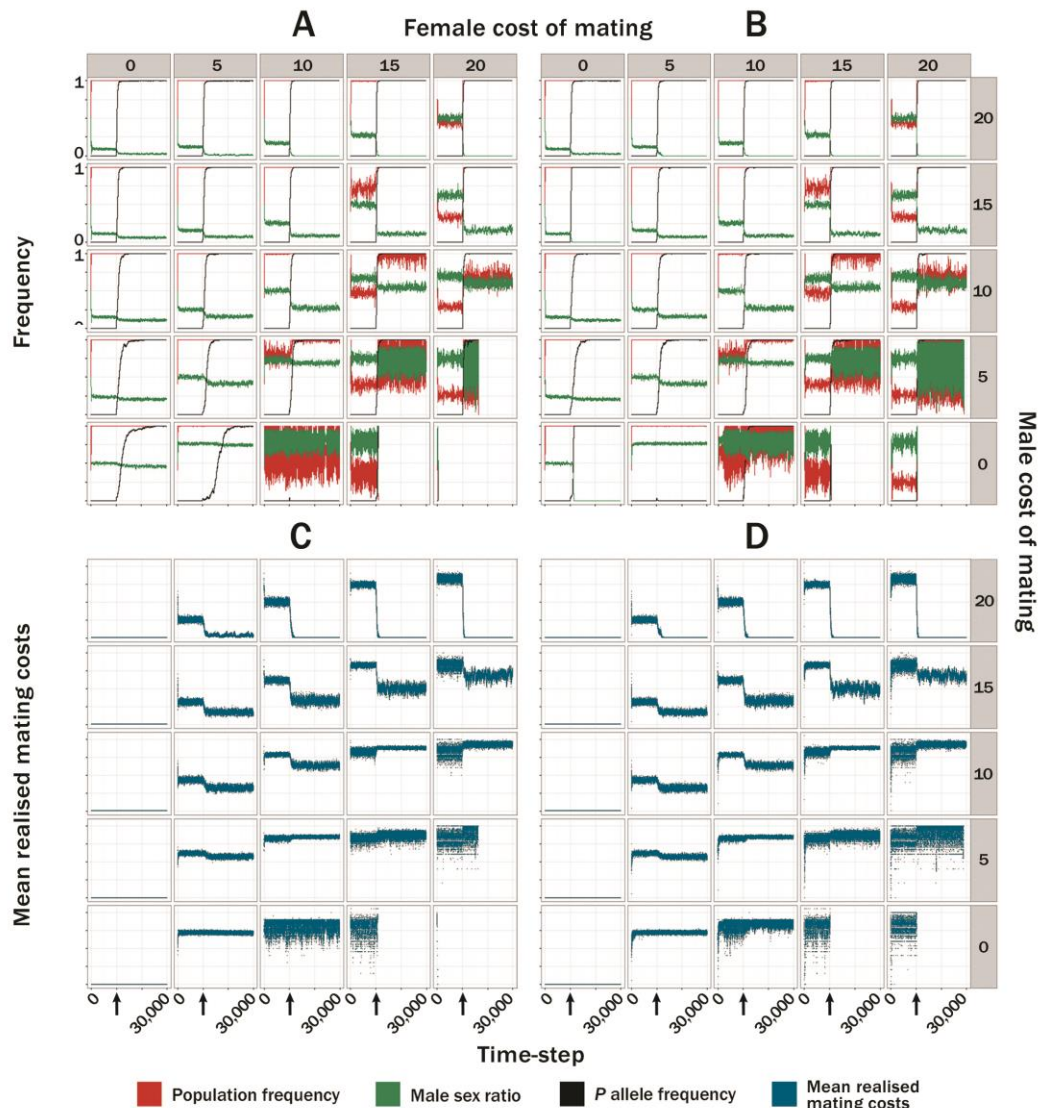 A Female cost of mating B
0 5 10 15 20 0 5 10 15 20
1
0
20
1
0
15
1
Frequency
10
5
0
Male cost of mating
C D
20
15
Mean realised mating costs
10
5
0
0 30,000 0 30,000 0 30,000 0 30,000 0 30,000 0 30,000 0 30,000 0 30,000 0 30,000 0 30,000
Time-step
Population frequency Male sex ratio P allele frequency Mean realised
mating costs